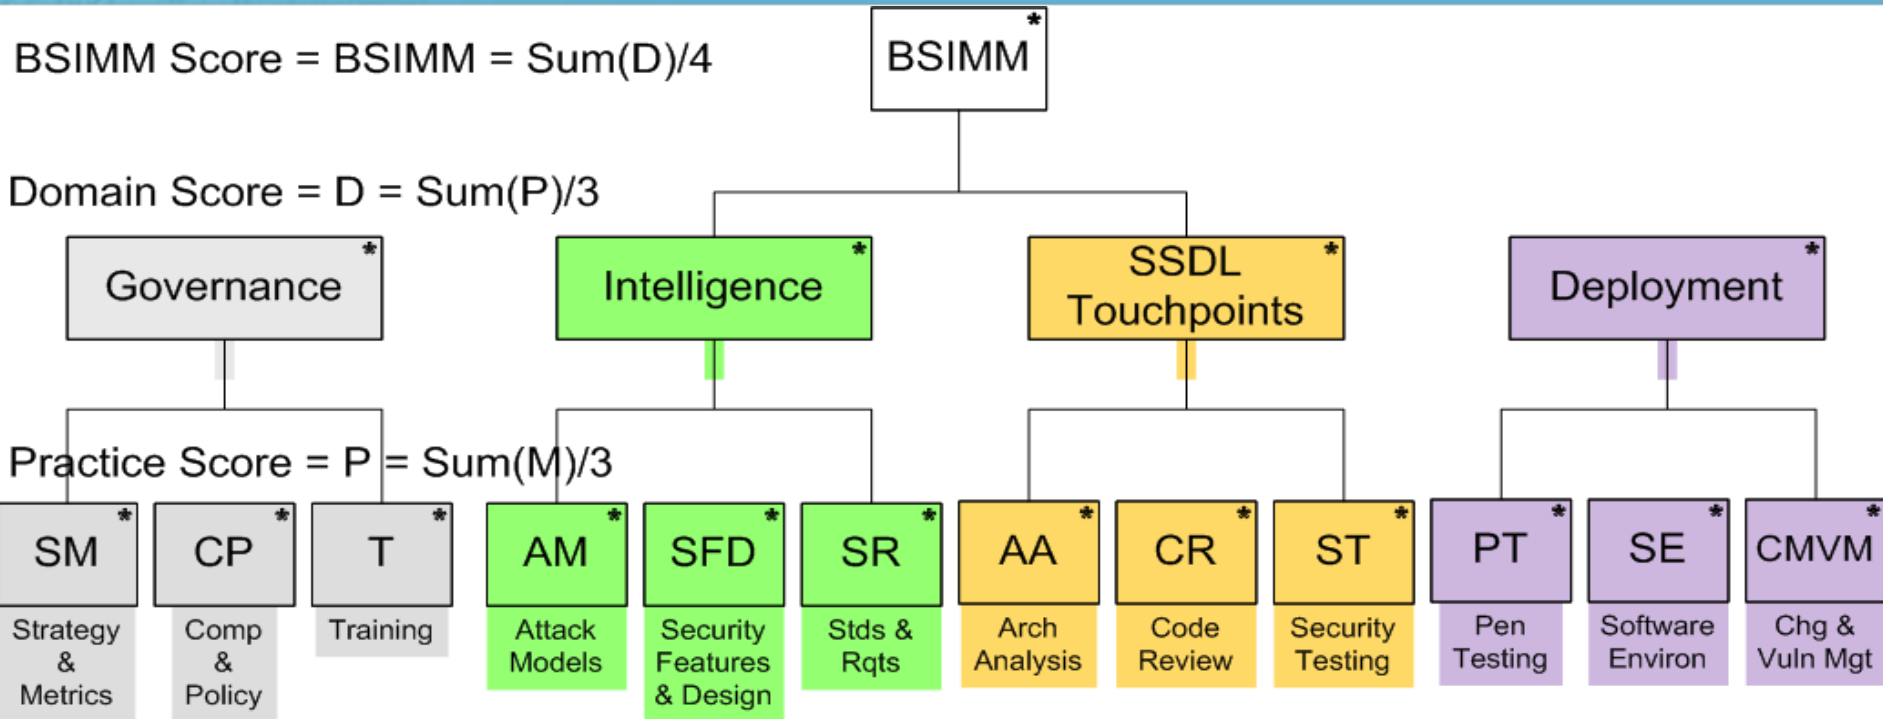 BSIMM Score = BSIMM = Sum(D)/4
BSIMM *
Domain Score = D = Sum(P)/3
Governance *
Intelligence *
SSDL *
Touchpoints
Deployment *
Practice Score = P = Sum(M)/3
SM *
Strategy
&
Metrics
CP *
Comp
&
Policy
T *
Training
AM *
Attack
Models
SFD *
Security
Features
& Design
SR *
Stds &
Rqts
AA *
Arch
Analysis
CR *
Code
Review
ST *
Security
Testing
PT *
Pen
Testing
SE *
Software
Environ
CMVM *
Chg &
Vuln Mgt